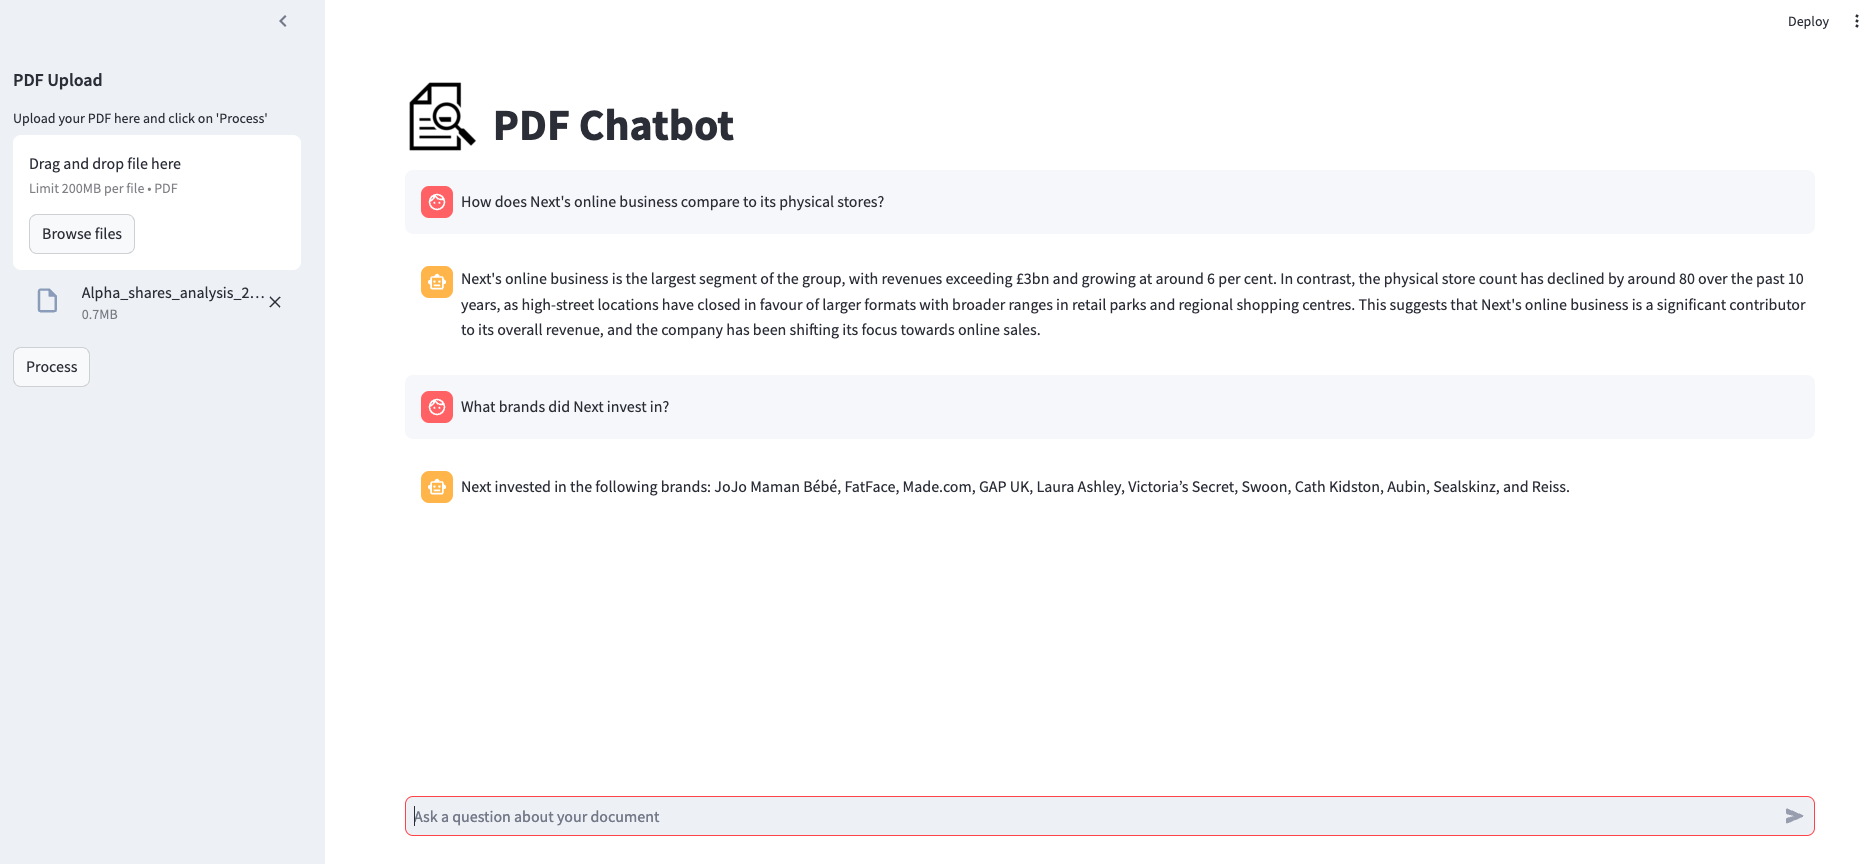 Deploy
PDF Upload
Upload your PDF here and click on 'Process'
Drag and drop file here
Limit 200MB per file • PDF
Browse files
Alpha_shares_analysis_2...
0.7MB
Process
PDF Chatbot
How does Next's online business compare to its physical stores?
Next's online business is the largest segment of the group, with revenues exceeding £3bn and growing at around 6 per cent. In contrast, the physical store count has declined by around 80 over the past 10
years, as high-street locations have closed in favour of larger formats with broader ranges in retail parks and regional shopping centres. This suggests that Next's online business is a significant contributor
to its overall revenue, and the company has been shifting its focus towards online sales.
What brands did Next invest in?
Next invested in the following brands: JoJo Maman Bébé, FatFace, Made.com, GAP UK, Laura Ashley, Victoria’s Secret, Swoon, Cath Kidston, Aubin, Sealskinz, and Reiss.
Ask a question about your document